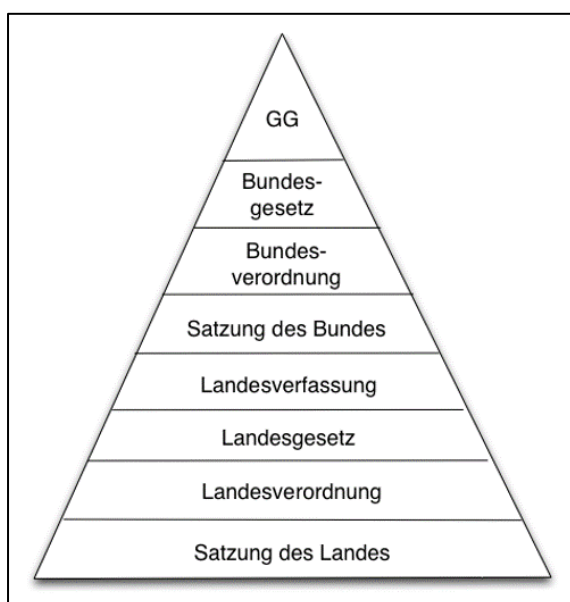 GG
Bundes-
gesetz
Bundes-
verordnung
Satzung des Bundes
Landesverfassung
Landesgesetz
Landesverordnung
Satzung des Landes